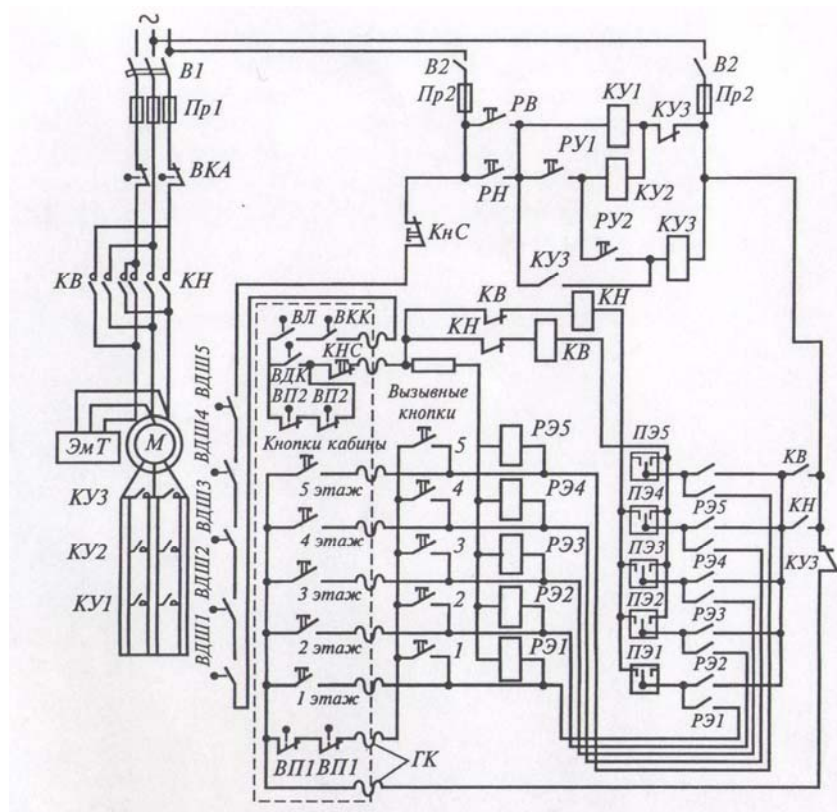 ~
В1
В2
В2
Пр1
Пр2
Пр2
РВ
КУ1
КУ3
ВКА
РН
РУ1
КУ2
КнС
РУ2
КУ3
КУ3
КВ
КН
ВЛ
ВКК
КВ
КН
КНС
КН
КВ
ВДК
Вызывные
кнопки
ВП2
ВП2
Кнопки кабины
ЭмТ
М
ВДШ5
ВДШ4
ВДШ3
ВДШ2
ВДШ1
КУ3
КУ2
КУ1
5 этаж
4 этаж
3 этаж
2 этаж
1 этаж
5
4
3
2
1
РЭ5
РЭ4
РЭ3
РЭ2
РЭ1
ПЭ5
ПЭ4
ПЭ3
ПЭ2
ПЭ1
РЭ5
РЭ4
РЭ3
РЭ2
РЭ1
КВ
КН
КУ3
ВП1
ВП1
ГК